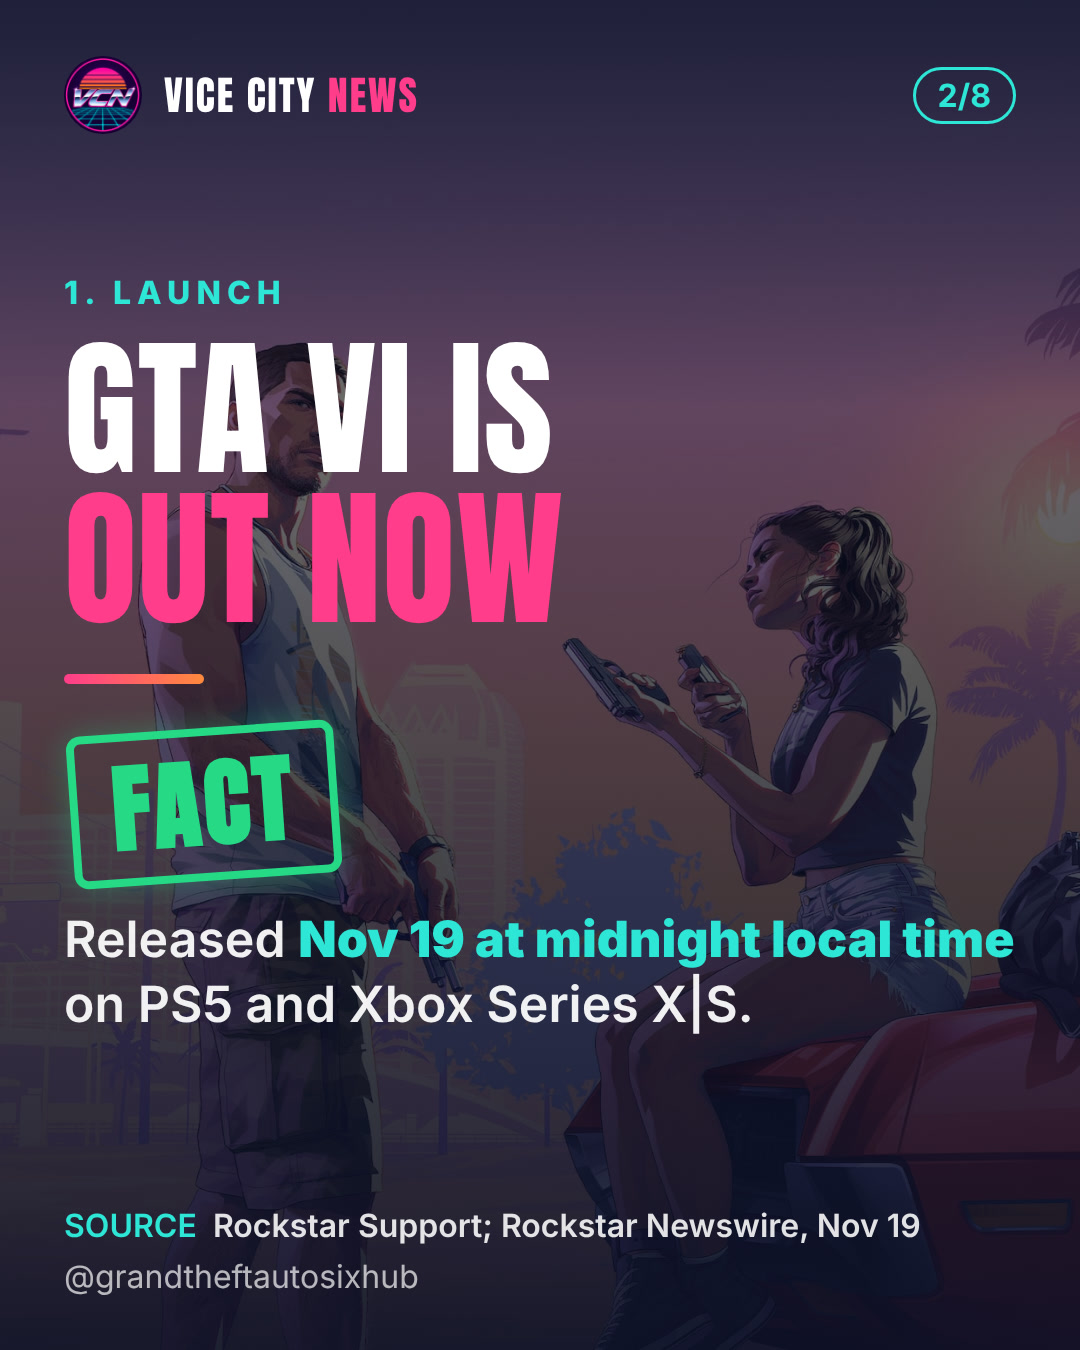 VCN
VICE CITY NEWS
2/8
1. LAUNCH
GTA VI IS
OUT NOW
FACT
Released Nov 19 at midnight local time
on PS5 and Xbox Series X|S.
SOURCE Rockstar Support; Rockstar Newswire, Nov 19
@grandtheftautosixhub